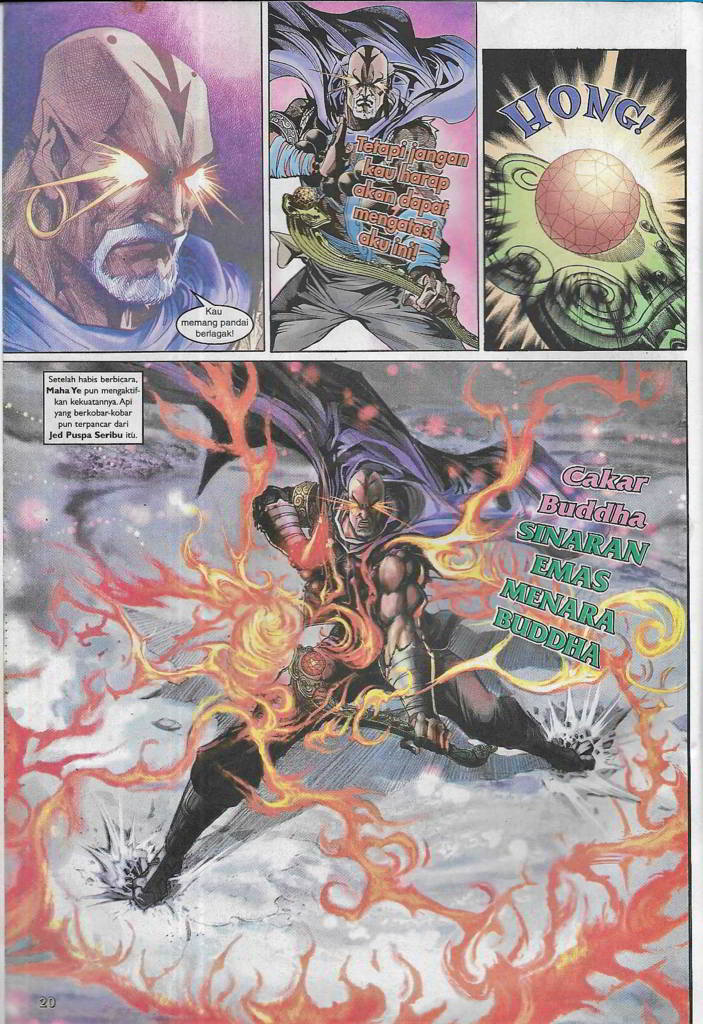 Kau
memang pandai
berlagak!
Tetapi jangan
kau harap
akan dapat
mengatasi
aku ini!
HONG!
Setelah habis berbicara,
Maha Ye pun mengaktif-
kan kekuatannya. Api
yang berkobar-kobar
pun terpancar dari
Jed Puspa Seribu itu.
Cakar
Buddha
SINARAN
EMAS
MENARA
BUDDHA
20